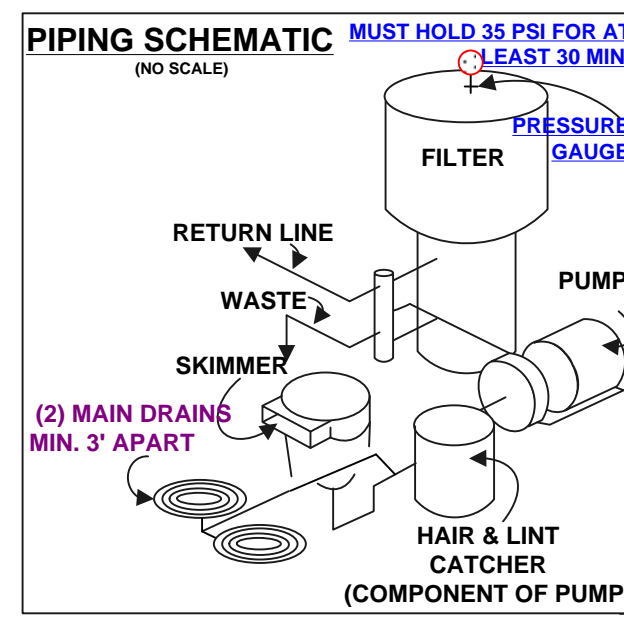 PIPING SCHEMATIC
(NO SCALE)
MUST HOLD 35 PSI FOR AT
LEAST 30 MIN
PRESSURE
GAUGE
FILTER
RETURN LINE
WASTE
PUMP
SKIMMER
(2) MAIN DRAINS
MIN. 3' APART
HAIR & LINT
CATCHER
(COMPONENT OF PUMP